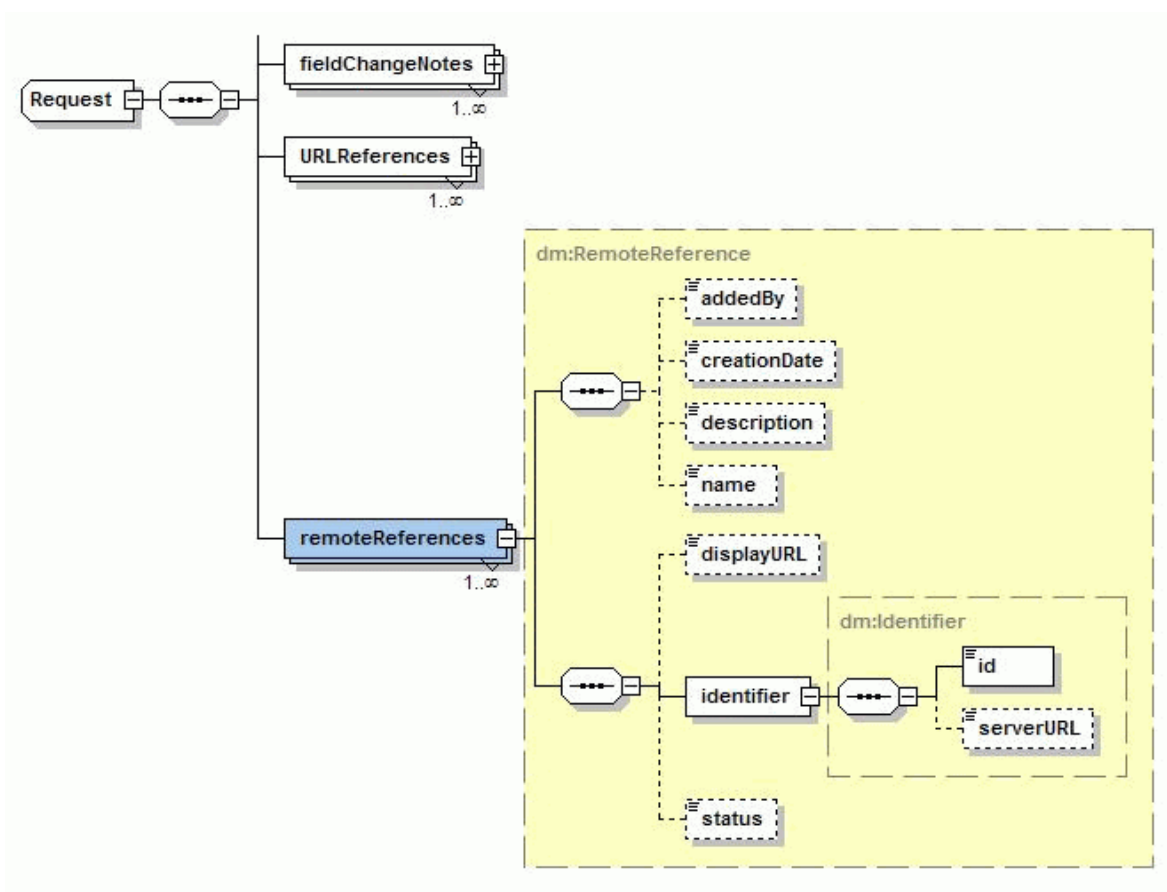 fieldChangeNotes
Request
1..∞
URLReferences
1..∞
dm:RemoteReference
addedBy
creationDate
description
name
remoteReferences
displayURL
1..∞
dm:Identifier
id
identifier
serverURL
status